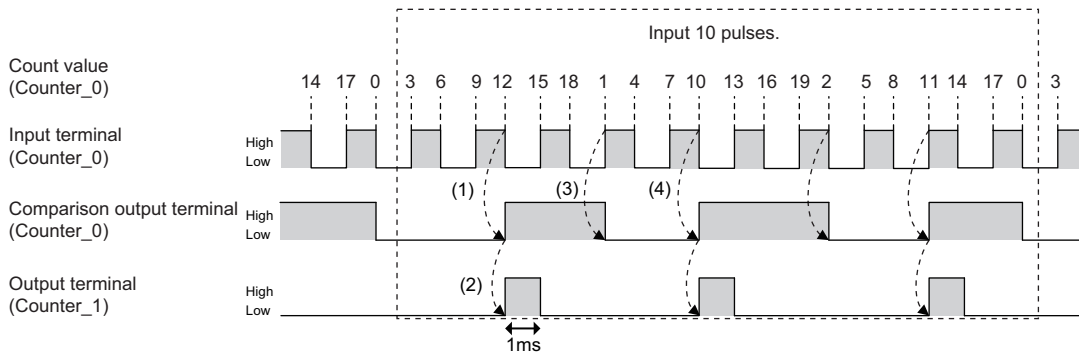 Input 10 pulses.
Count value
(Counter_0)
14 17 0 3 6 9 12 15 18 1 4 7 10 13 16 19 2 5 8 11 14 17 0 3
Input terminal
(Counter_0)
High
Low
(1) (3) (4)
Comparison output terminal
(Counter_0)
High
Low
(2)
Output terminal
(Counter_1)
High
Low
1ms